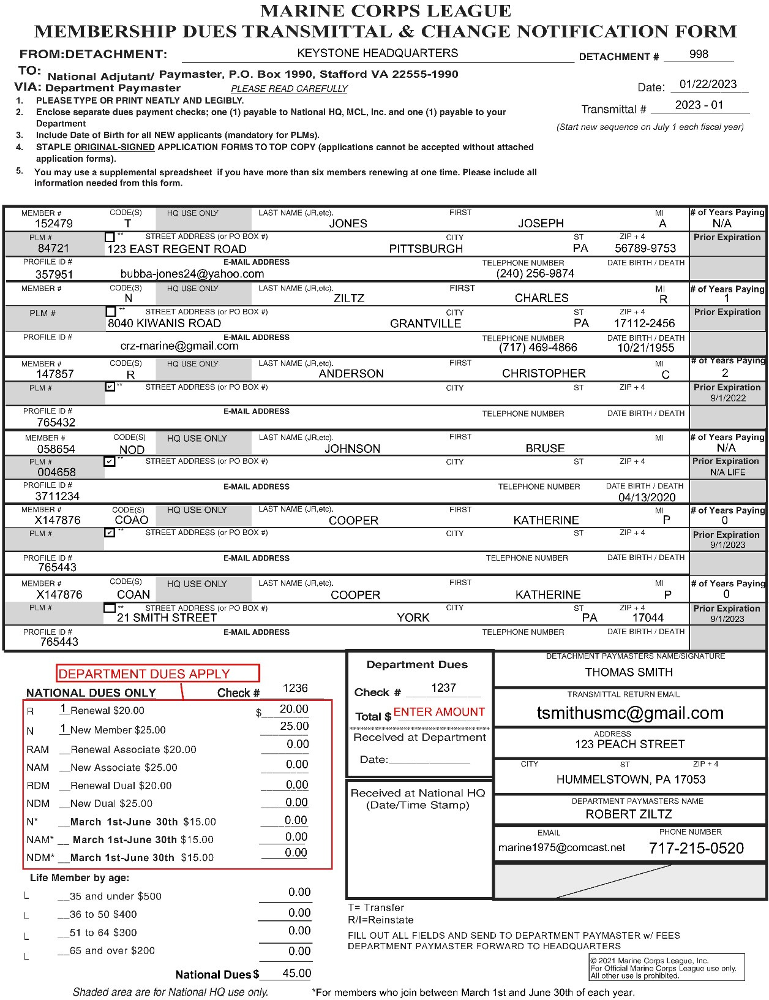 MARINE CORPS LEAGUE
MEMBERSHIP DUES TRANSMITTAL & CHANGE NOTIFICATION FORM
FROM:DETACHMENT: KEYSTONE HEADQUARTERS DETACHMENT # 998
TO: National Adjutant/ Paymaster, P.O. Box 1990, Stafford VA 22555-1990
VIA: Department Paymaster PLEASE READ CAREFULLY Date: 01/22/2023
1. PLEASE TYPE OR PRINT NEATLY AND LEGIBLY.
2. Enclose separate dues payment checks; one (1) payable to National HQ, MCL, Inc. and one (1) payable to your
Department
Transmittal # 2023 - 01
3. Include Date of Birth for all NEW applicants (mandatory for PLMs).
(Start new sequence on July 1 each fiscal year)
4. STAPLE ORIGINAL-SIGNED APPLICATION FORMS TO TOP COPY (applications cannot be accepted without attached
application forms).
5. You may use a supplemental spreadsheet if you have more than six members renewing at one time. Please include all
information needed from this form.
MEMBER # CODE(S) HQ USE ONLY LAST NAME (JR,etc). FIRST MI # of Years Paying
152479 T JONES JOSEPH A N/A
PLM # ** STREET ADDRESS (or PO BOX #) CITY ST ZIP + 4 Prior Expiration
84721 123 EAST REGENT ROAD PITTSBURGH PA 56789-9753
PROFILE ID # E-MAIL ADDRESS TELEPHONE NUMBER DATE BIRTH / DEATH
357951 bubba-jones24@yahoo.com (240) 256-9874
MEMBER # CODE(S) HQ USE ONLY LAST NAME (JR,etc). FIRST MI # of Years Paying
N ZILTZ CHARLES R 1
PLM # ** STREET ADDRESS (or PO BOX #) CITY ST ZIP + 4 Prior Expiration
8040 KIWANIS ROAD GRANTVILLE PA 17112-2456
PROFILE ID # E-MAIL ADDRESS TELEPHONE NUMBER DATE BIRTH / DEATH
crz-marine@gmail.com (717) 469-4866 10/21/1955
MEMBER # CODE(S) HQ USE ONLY LAST NAME (JR,etc). FIRST MI # of Years Paying
147857 R ANDERSON CHRISTOPHER C 2
PLM # ✔ ** STREET ADDRESS (or PO BOX #) CITY ST ZIP + 4 Prior Expiration
9/1/2022
PROFILE ID # E-MAIL ADDRESS TELEPHONE NUMBER DATE BIRTH / DEATH
765432
MEMBER # CODE(S) HQ USE ONLY LAST NAME (JR,etc). FIRST MI # of Years Paying
058654 NOD JOHNSON BRUSE N/A
PLM # ✔ ** STREET ADDRESS (or PO BOX #) CITY ST ZIP + 4 Prior Expiration
004658 N/A LIFE
PROFILE ID # E-MAIL ADDRESS TELEPHONE NUMBER DATE BIRTH / DEATH
3711234 04/13/2020
MEMBER # CODE(S) HQ USE ONLY LAST NAME (JR,etc). FIRST MI # of Years Paying
X147876 COAO COOPER KATHERINE P 0
PLM # ✔ ** STREET ADDRESS (or PO BOX #) CITY ST ZIP + 4 Prior Expiration
9/1/2023
PROFILE ID # E-MAIL ADDRESS TELEPHONE NUMBER DATE BIRTH / DEATH
765443
MEMBER # CODE(S) HQ USE ONLY LAST NAME (JR,etc). FIRST MI # of Years Paying
X147876 COAN COOPER KATHERINE P 0
PLM # ** STREET ADDRESS (or PO BOX #) CITY ST ZIP + 4 Prior Expiration
21 SMITH STREET YORK PA 17044 9/1/2023
PROFILE ID # E-MAIL ADDRESS TELEPHONE NUMBER DATE BIRTH / DEATH
765443
DEPARTMENT DUES APPLY
NATIONAL DUES ONLY Check # 1236
R 1 Renewal $20.00 $ 20.00
N 1 New Member $25.00 25.00
RAM __Renewal Associate $20.00 0.00
NAM __New Associate $25.00 0.00
RDM __Renewal Dual $20.00 0.00
NDM __New Dual $25.00 0.00
N* __March 1st-June 30th $15.00 0.00
NAM* __ March 1st-June 30th $15.00 0.00
NDM* __March 1st-June 30th $15.00 0.00
Life Member by age:
L __35 and under $500 0.00
L __36 to 50 $400 0.00
L __51 to 64 $300 0.00
L __65 and over $200 0.00
National Dues $ 45.00
Shaded area are for National HQ use only.
Department Dues
Check # 1237
Total $ ENTER AMOUNT
****************************************
Received at Department
Date:
Received at National HQ
(Date/Time Stamp)
DETACHMENT PAYMASTERS NAME/SIGNATURE
THOMAS SMITH
TRANSMITTAL RETURN EMAIL
tsmithusmc@gmail.com
ADDRESS
123 PEACH STREET
CITY ST ZIP + 4
HUMMELSTOWN, PA 17053
DEPARTMENT PAYMASTERS NAME
ROBERT ZILTZ
EMAIL PHONE NUMBER
marine1975@comcast.net 717-215-0520
T= Transfer
R/I=Reinstate
FILL OUT ALL FIELDS AND SEND TO DEPARTMENT PAYMASTER w/ FEES
DEPARTMENT PAYMASTER FORWARD TO HEADQUARTERS
© 2021 Marine Corps League, Inc.
For Official Marine Corps League use only.
All other use is prohibited.
*For members who join between March 1st and June 30th of each year.